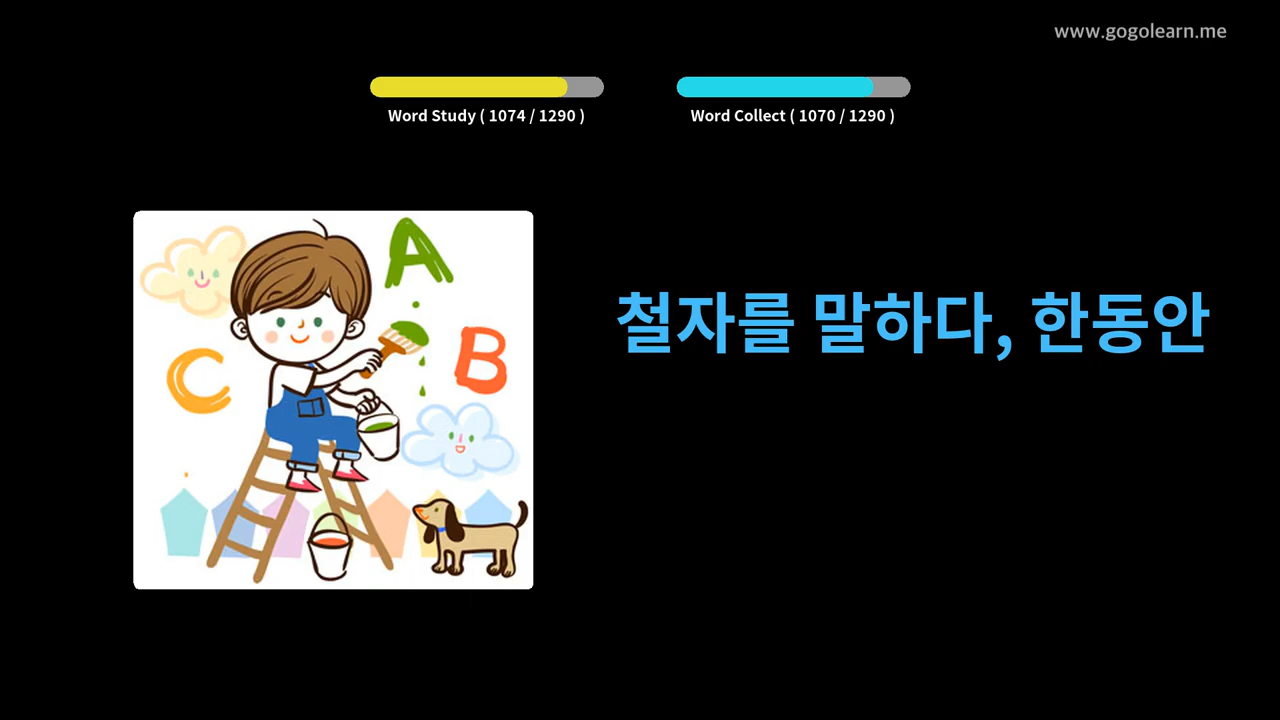 www.gogolearn.me
Word Study ( 1074 / 1290 )
Word Collect ( 1070 / 1290 )
A
B
C
철자를 말하다, 한동안